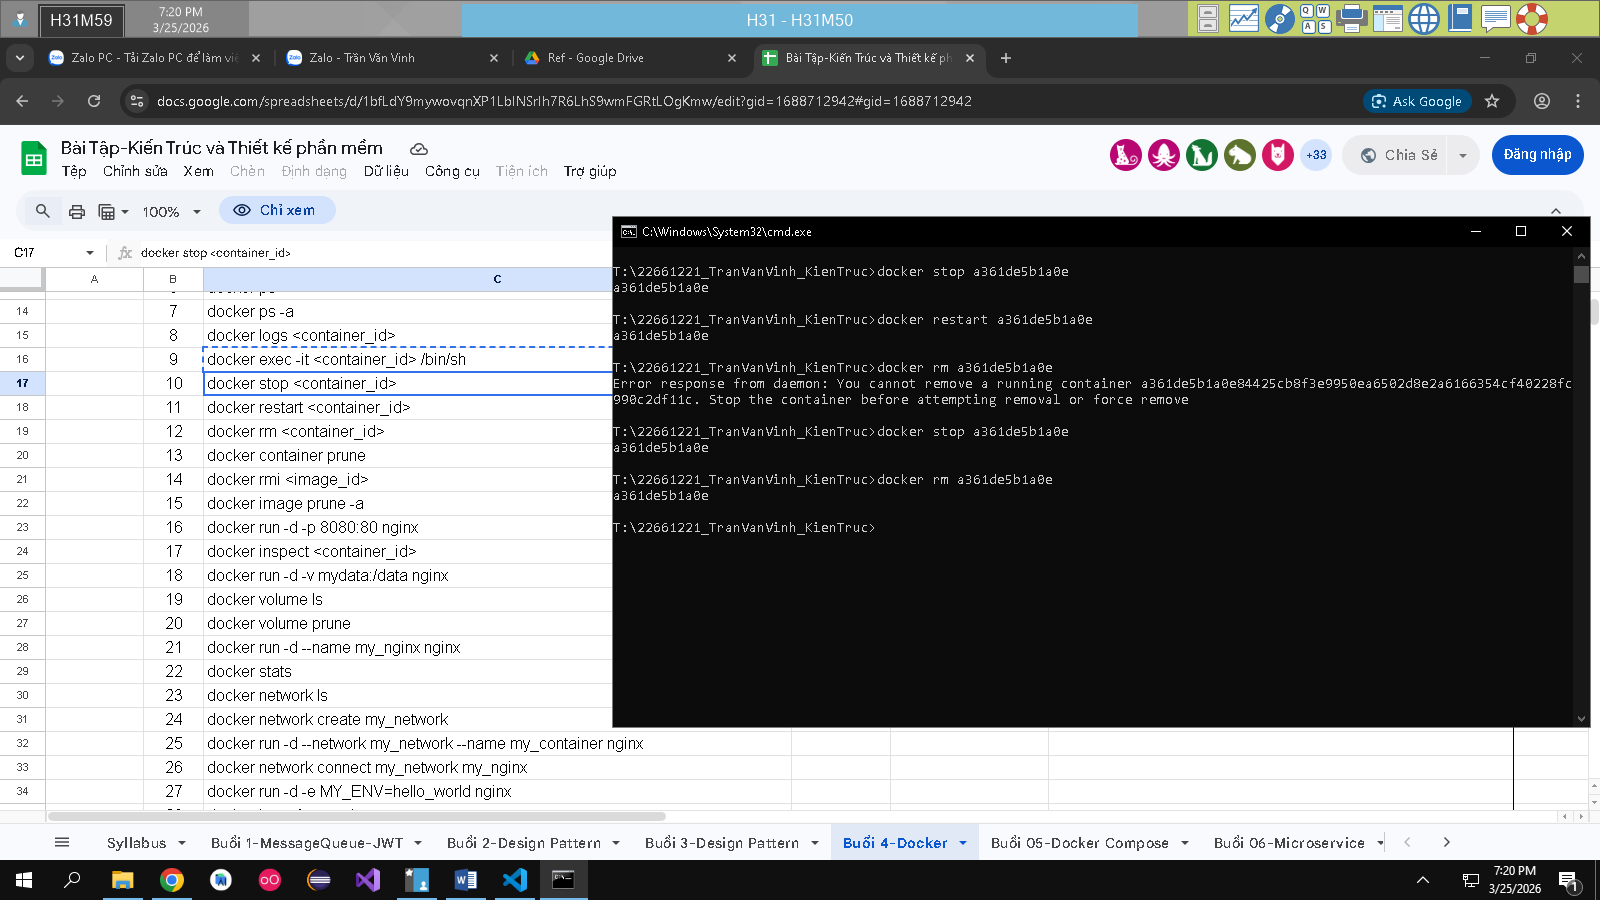 H31M59
7:20 PM
3/25/2026
H31 - H31M50
Q W
A S
Zalo PC - Tải Zalo PC để làm việ
Zalo - Trần Văn Vinh
Ref - Google Drive
Bài Tập-Kiến Trúc và Thiết kế ph
docs.google.com/spreadsheets/d/1bfLdY9mywovqnXP1LbINSrlh7R6LhS9wmFGRtLOgKmw/edit?gid=1688712942#gid=1688712942
Ask Google
Bài Tập-Kiến Trúc và Thiết kế phần mềm
Tệp Chỉnh sửa Xem Chèn Định dạng Dữ liệu Công cụ Tiện ích Trợ giúp
+33
Chia Sẻ
Đăng nhập
100%
Chỉ xem
C17
docker stop <container_id>
A B C
14 7 docker ps -a
15 8 docker logs <container_id>
16 9 docker exec -it <container_id> /bin/sh
17 10 docker stop <container_id>
18 11 docker restart <container_id>
19 12 docker rm <container_id>
20 13 docker container prune
21 14 docker rmi <image_id>
22 15 docker image prune -a
23 16 docker run -d -p 8080:80 nginx
24 17 docker inspect <container_id>
25 18 docker run -d -v mydata:/data nginx
26 19 docker volume ls
27 20 docker volume prune
28 21 docker run -d --name my_nginx nginx
29 22 docker stats
30 23 docker network ls
31 24 docker network create my_network
32 25 docker run -d --network my_network --name my_container nginx
33 26 docker network connect my_network my_nginx
34 27 docker run -d -e MY_ENV=hello_world nginx
C:\Windows\System32\cmd.exe
T:\22661221_TranVanVinh_KienTruc>docker stop a361de5b1a0e
a361de5b1a0e
T:\22661221_TranVanVinh_KienTruc>docker restart a361de5b1a0e
a361de5b1a0e
T:\22661221_TranVanVinh_KienTruc>docker rm a361de5b1a0e
Error response from daemon: You cannot remove a running container a361de5b1a0e84425cb8f3e9950ea6502d8e2a6166354cf40228fc
990c2df11c. Stop the container before attempting removal or force remove
T:\22661221_TranVanVinh_KienTruc>docker stop a361de5b1a0e
a361de5b1a0e
T:\22661221_TranVanVinh_KienTruc>docker rm a361de5b1a0e
a361de5b1a0e
T:\22661221_TranVanVinh_KienTruc>
Syllabus
Buổi 1-MessageQueue-JWT
Buổi 2-Design Pattern
Buổi 3-Design Pattern
Buổi 4-Docker
Buổi 05-Docker Compose
Buổi 06-Microservice
7:20 PM
3/25/2026
1